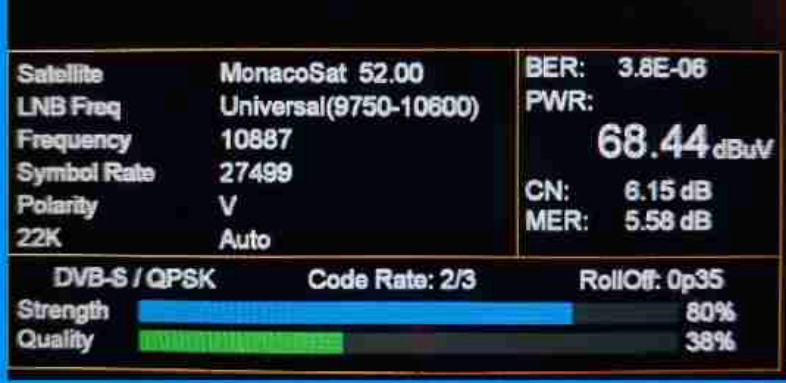 Satellite MonacoSat 52.00
LNB Freq Universal(9750-10600)
Frequency 10887
Symbol Rate 27499
Polarity V
22K Auto
BER: 3.8E-06
PWR:
68.44 dBuV
CN: 6.15 dB
MER: 5.58 dB
DVB-S / QPSK Code Rate: 2/3 RollOff: 0p35
Strength 80%
Quality 38%